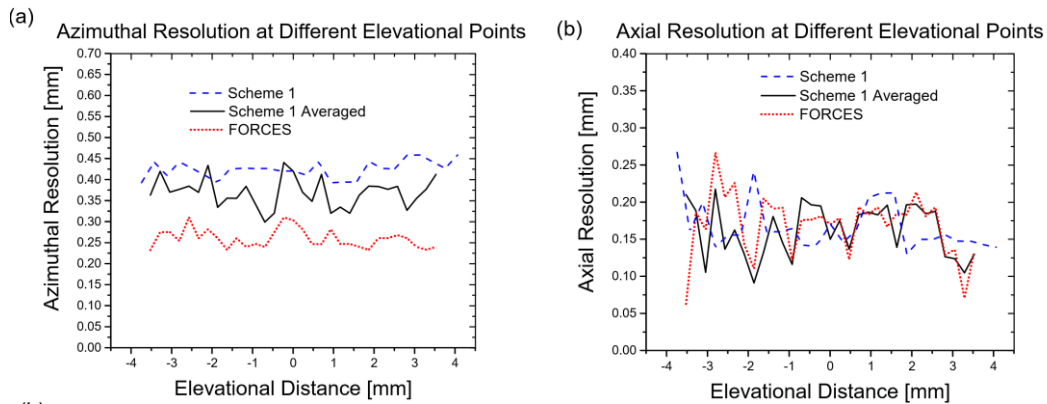 (a)
Azimuthal Resolution at Different Elevational Points
Azimuthal Resolution [mm]
0.70
0.65
0.60
0.55
0.50
0.45
0.40
0.35
0.30
0.25
0.20
0.15
0.10
0.05
0.00
Scheme 1
Scheme 1 Averaged
FORCES
-4 -3 -2 -1 0 1 2 3 4
Elevational Distance [mm]
(b)
Axial Resolution at Different Elevational Points
Axial Resolution [mm]
0.40
0.35
0.30
0.25
0.20
0.15
0.10
0.05
0.00
Scheme 1
Scheme 1 Averaged
FORCES
-4 -3 -2 -1 0 1 2 3 4
Elevational Distance [mm]